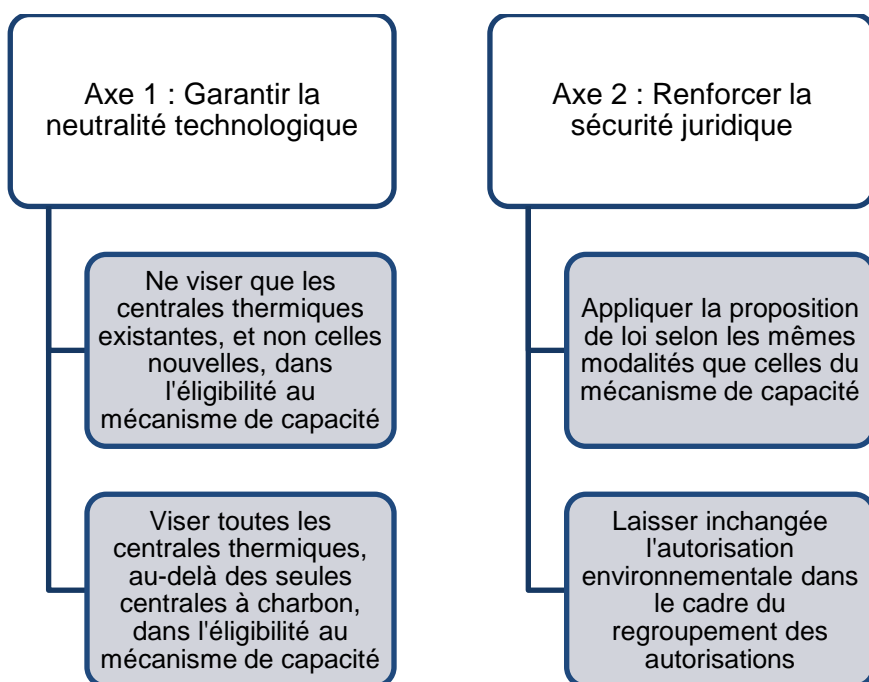 Axe 1 : Garantir la
neutralité technologique
Ne viser que les
centrales thermiques
existantes, et non celles
nouvelles, dans
l'éligibilité au
mécanisme de capacité
Viser toutes les
centrales thermiques,
au-delà des seules
centrales à charbon,
dans l'éligibilité au
mécanisme de capacité
Axe 2 : Renforcer la
sécurité juridique
Appliquer la proposition
de loi selon les mêmes
modalités que celles du
mécanisme de capacité
Laisser inchangée
l'autorisation
environnementale dans
le cadre du
regroupement des
autorisations